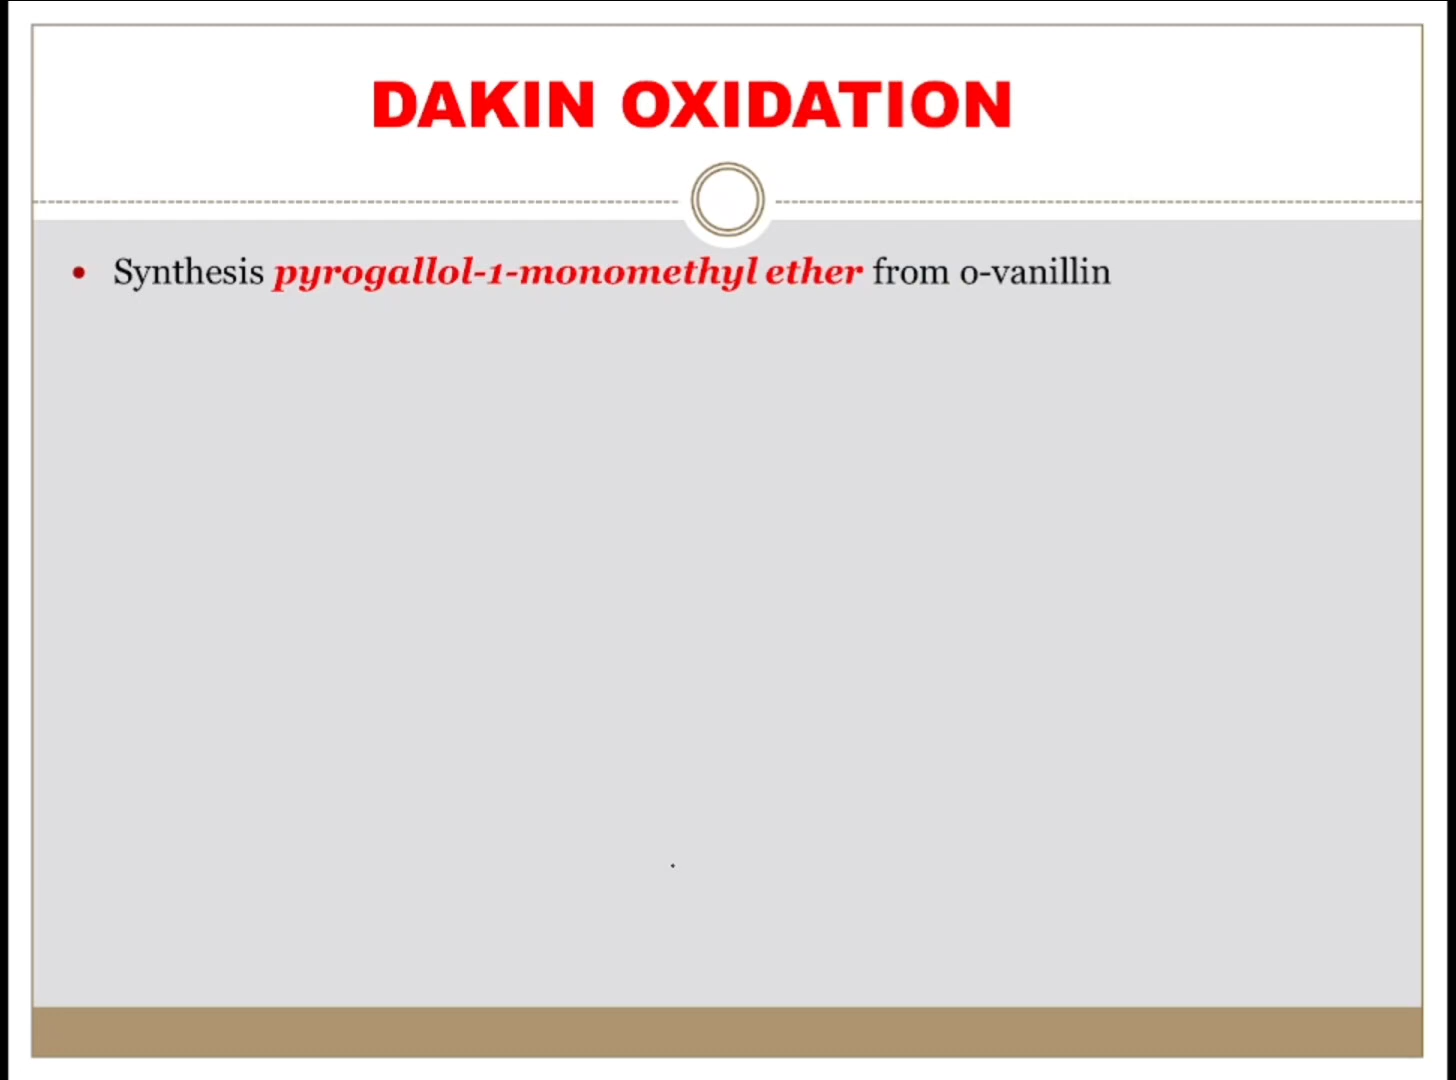 DAKIN OXIDATION
• Synthesis pyrogallol-1-monomethyl ether from o-vanillin